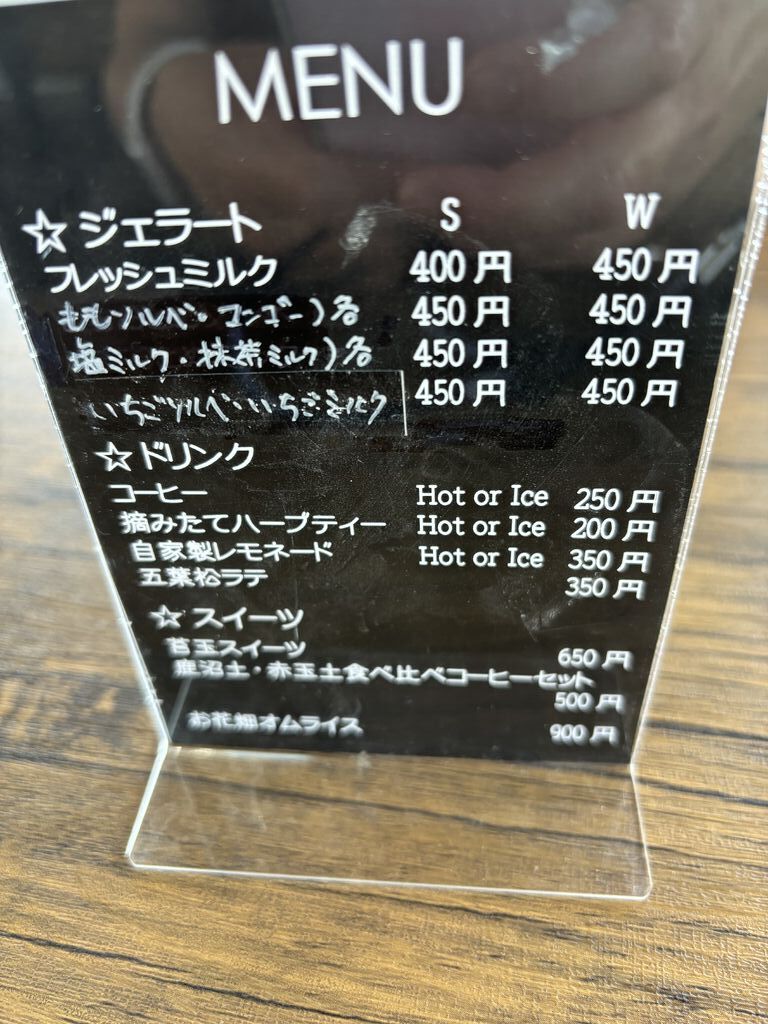 MENU
S W
☆ジェラート
フレッシュミルク 400円 450円
ももソルベ・マンゴー)各 450円 450円
塩ミルク・抹茶ミルク)各 450円 450円
いちごソルベ・いちごミルク 450円 450円
☆ドリンク
コーヒー Hot or Ice 250円
摘みたてハーブティー Hot or Ice 200円
自家製レモネード Hot or Ice 350円
五葉松ラテ 350円
☆スイーツ
苔玉スイーツ 650円
鹿沼土・赤玉土食べ比べコーヒーセット
500円
お花畑オムライス 900円